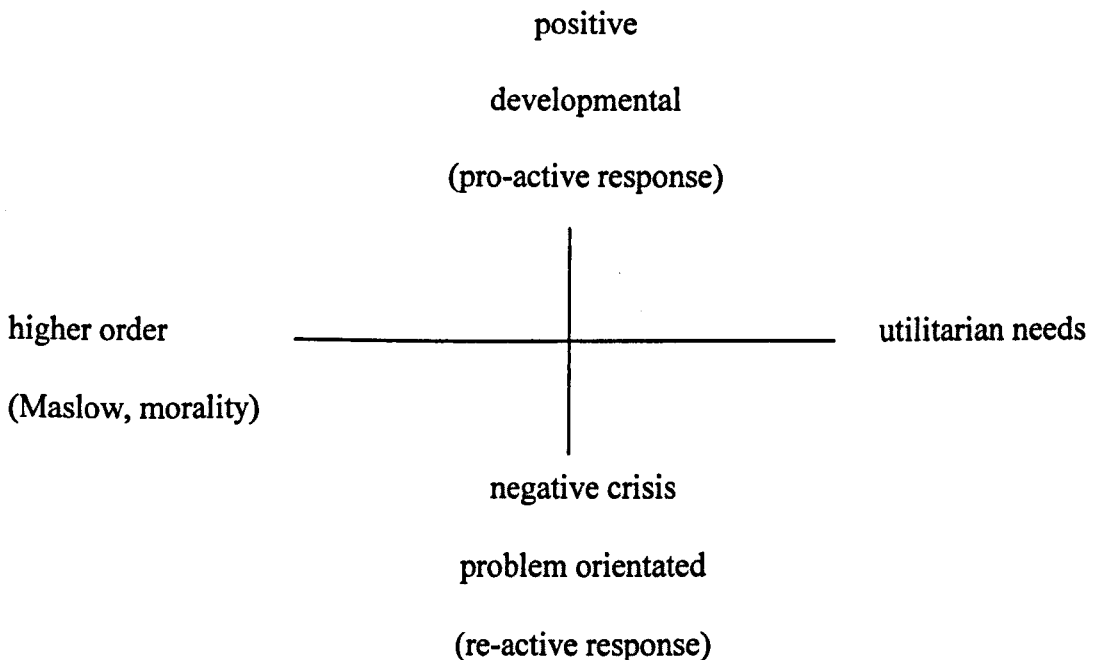 positive
developmental
(pro-active response)
higher order
utilitarian needs
(Maslow, morality)
negative crisis
problem orientated
(re-active response)